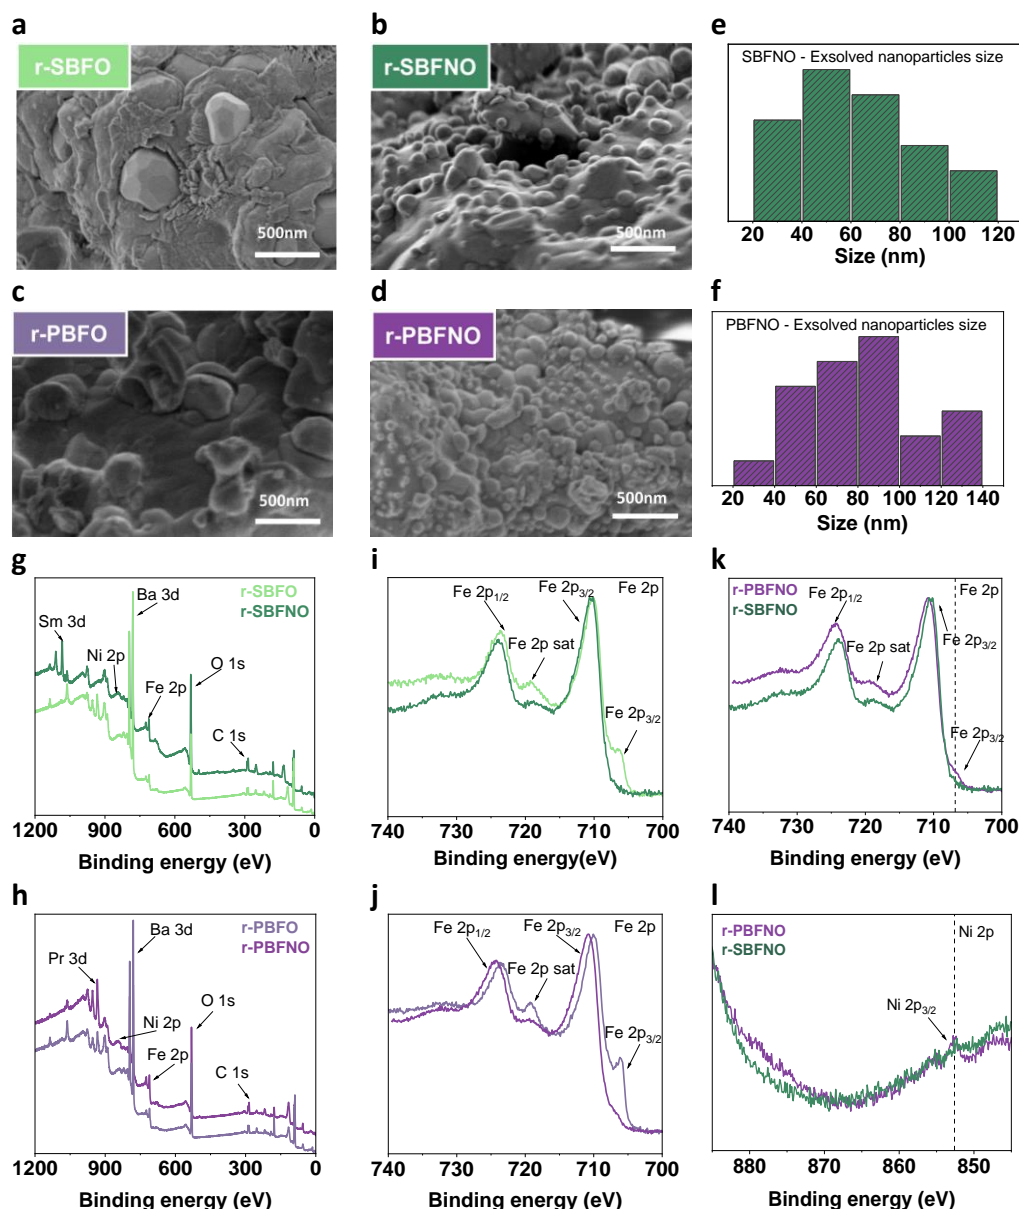 a
r-SBFO
500nm
b
r-SBFNO
500nm
e
SBFNO - Exsolved nanoparticles size
20 40 60 80 100 120
Size (nm)
c
r-PBFO
500nm
d
r-PBFNO
500nm
f
PBFNO - Exsolved nanoparticles size
20 40 60 80 100 120 140
Size (nm)
g
r-SBFO
r-SBFNO
Ba 3d
Sm 3d
Ni 2p
Fe 2p
O 1s
C 1s
1200 900 600 300 0
Binding energy (eV)
i
Fe 2p1/2
Fe 2p3/2
Fe 2p
Fe 2p sat
Fe 2p3/2
740 730 720 710 700
Binding energy(eV)
k
r-PBFNO
r-SBFNO
Fe 2p1/2
Fe 2p
Fe 2p sat
Fe 2p3/2
Fe 2p3/2
740 730 720 710 700
Binding energy (eV)
h
r-PBFO
r-PBFNO
Ba 3d
Pr 3d
Ni 2p
Fe 2p
O 1s
C 1s
1200 900 600 300 0
Binding energy (eV)
j
Fe 2p1/2
Fe 2p3/2
Fe 2p
Fe 2p sat
Fe 2p3/2
740 730 720 710 700
Binding energy (eV)
l
r-PBFNO
r-SBFNO
Ni 2p
Ni 2p3/2
880 870 860 850
Binding energy (eV)